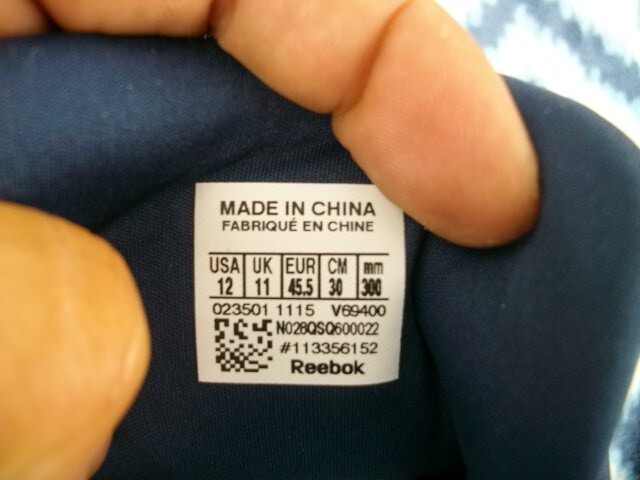 MADE IN CHINA
FABRIQUÉ EN CHINE
USA UK EUR CM mm
12 11 45.5 30 300
023501 1115 V69400
N028QSQ600022
#113356152
Reebok